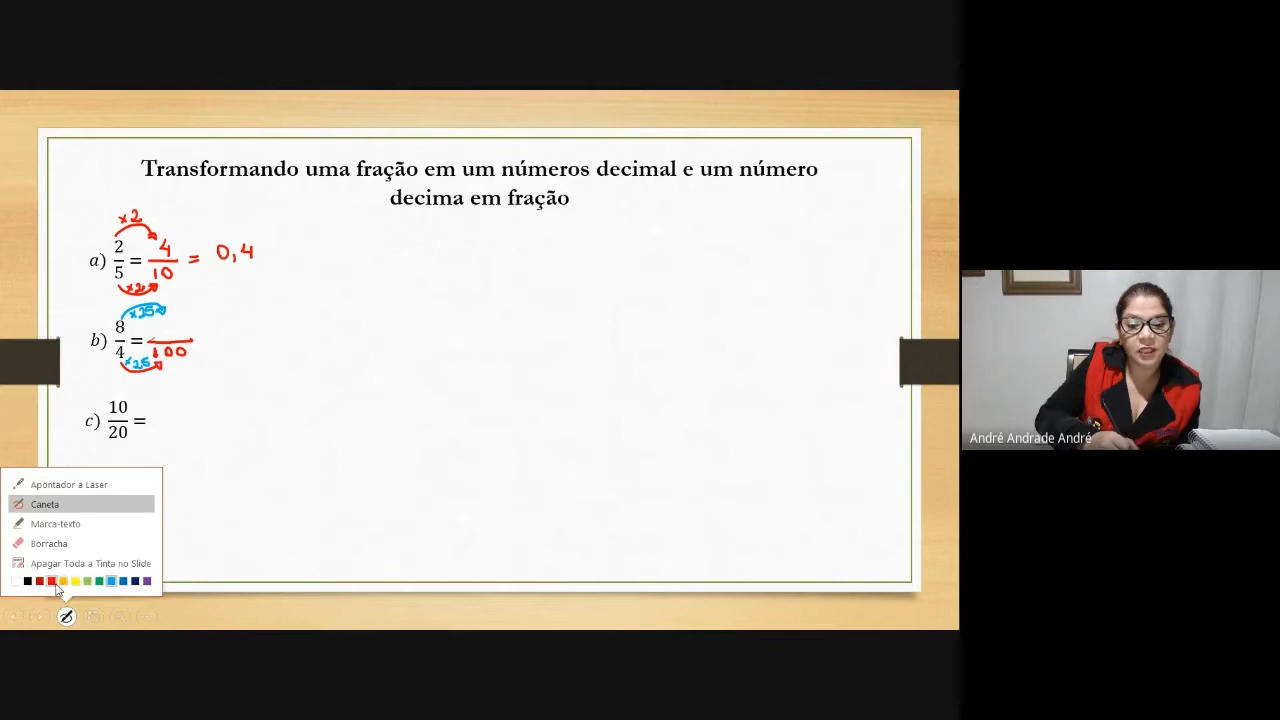 Transformando uma fração em um números decimal e um número
decima em fração
×2
a) 2/5 = 4/10 = 0,4
×2
×25
b) 8/4 = /100
×25
c) 10/20 =
Apontador a Laser
Caneta
Marca-texto
Borracha
Apagar Toda a Tinta no Slide
André Andrade André